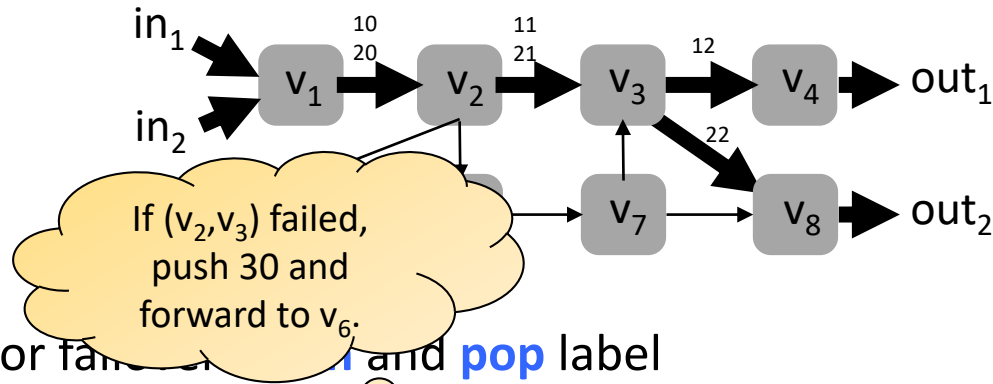 in1 10 11 12
20 21
v1 v2 v3 v4 out1
in2 22
v7 v8 out2
If (v2,v3) failed,
push 30 and
forward to v6.
or and pop label